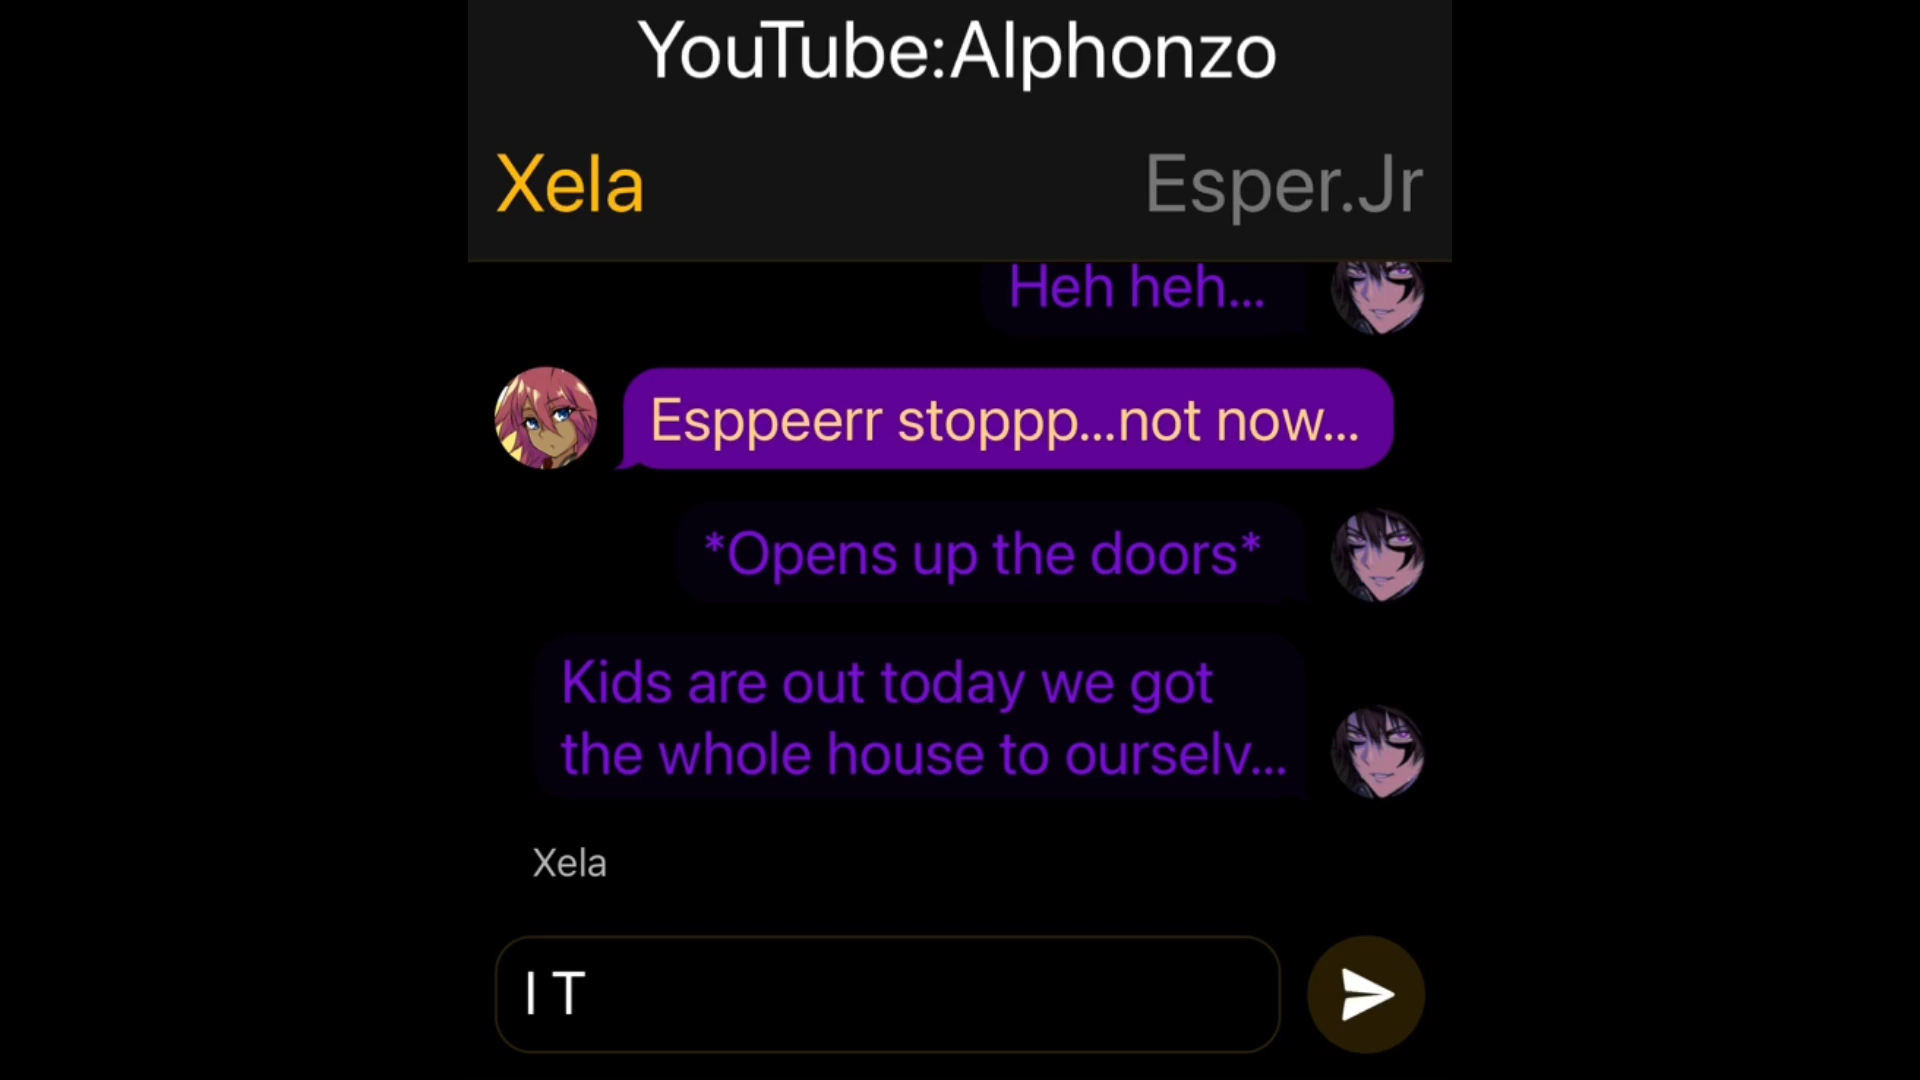 YouTube:Alphonzo
Xela
Esper.Jr
Heh heh...
Esppeerr stoppp...not now...
*Opens up the doors*
Kids are out today we got
the whole house to ourselv...
Xela
I T